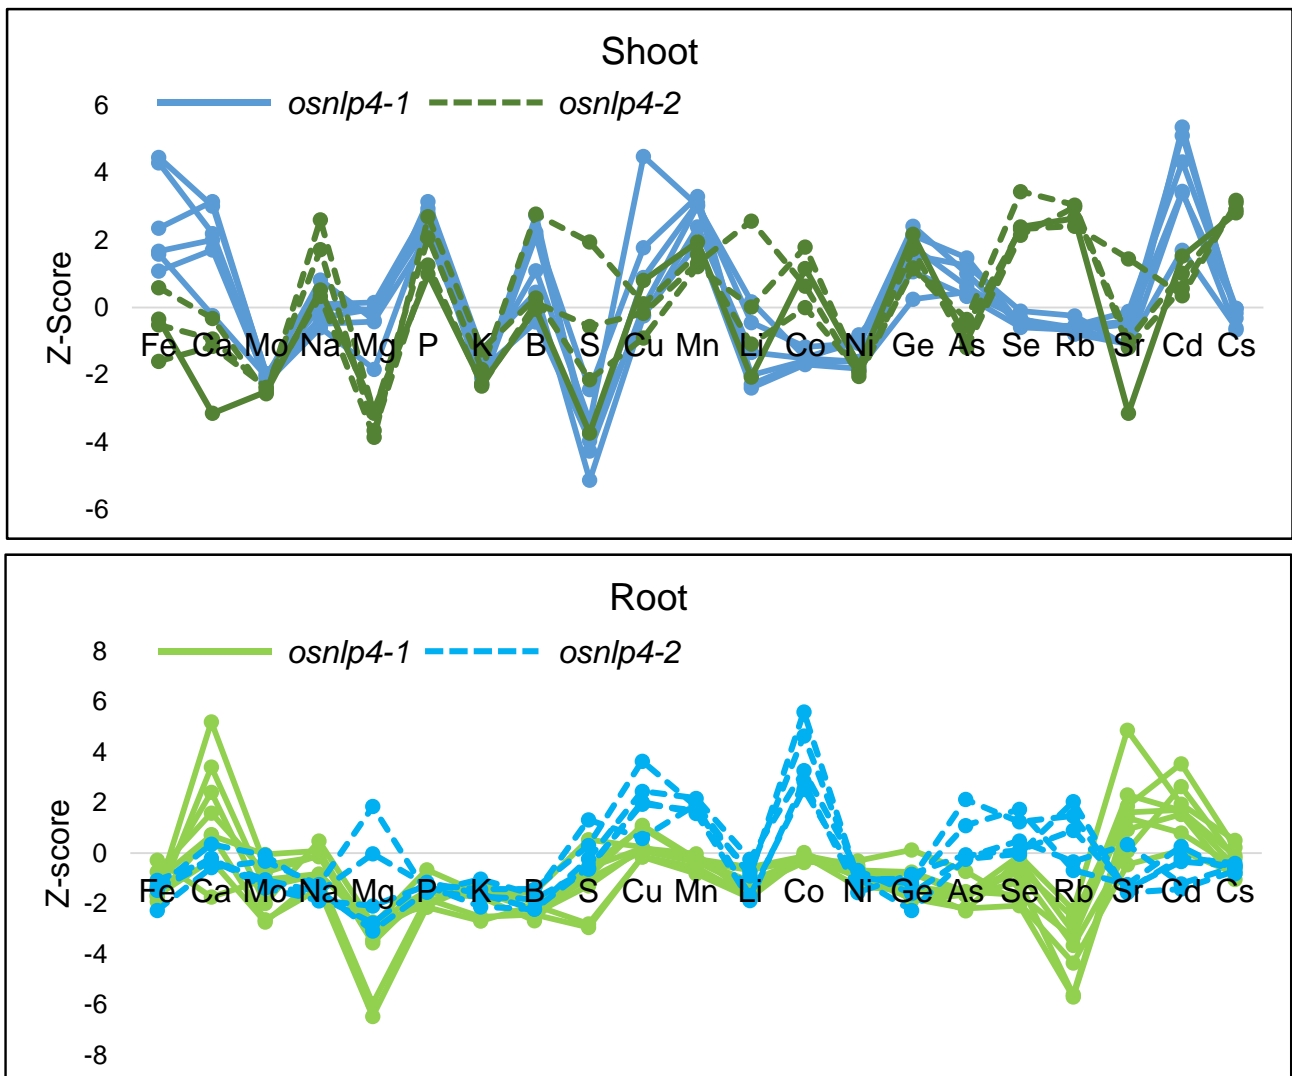 Shoot
osnlp4-1 osnlp4-2
6
4
2
0
-2
-4
-6
Z-Score
Fe Ca Mo Na Mg P K B S Cu Mn Li Co Ni Ge As Se Rb Sr Cd Cs
Root
osnlp4-1 osnlp4-2
8
6
4
2
0
-2
-4
-6
-8
Z-score
Fe Ca Mo Na Mg P K B S Cu Mn Li Co Ni Ge As Se Rb Sr Cd Cs